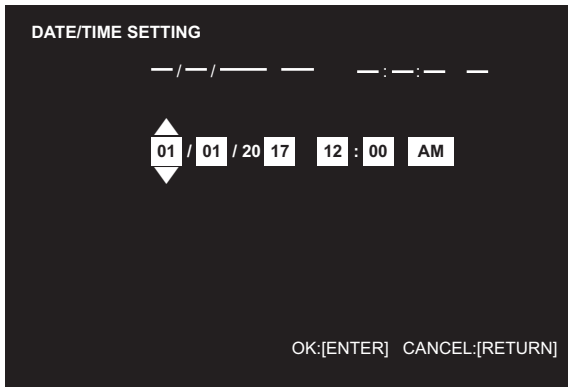 DATE/TIME SETTING
—/—/—— —— —:—:— —
01 / 01 / 20 17 12 : 00 AM
OK:[ENTER] CANCEL:[RETURN]